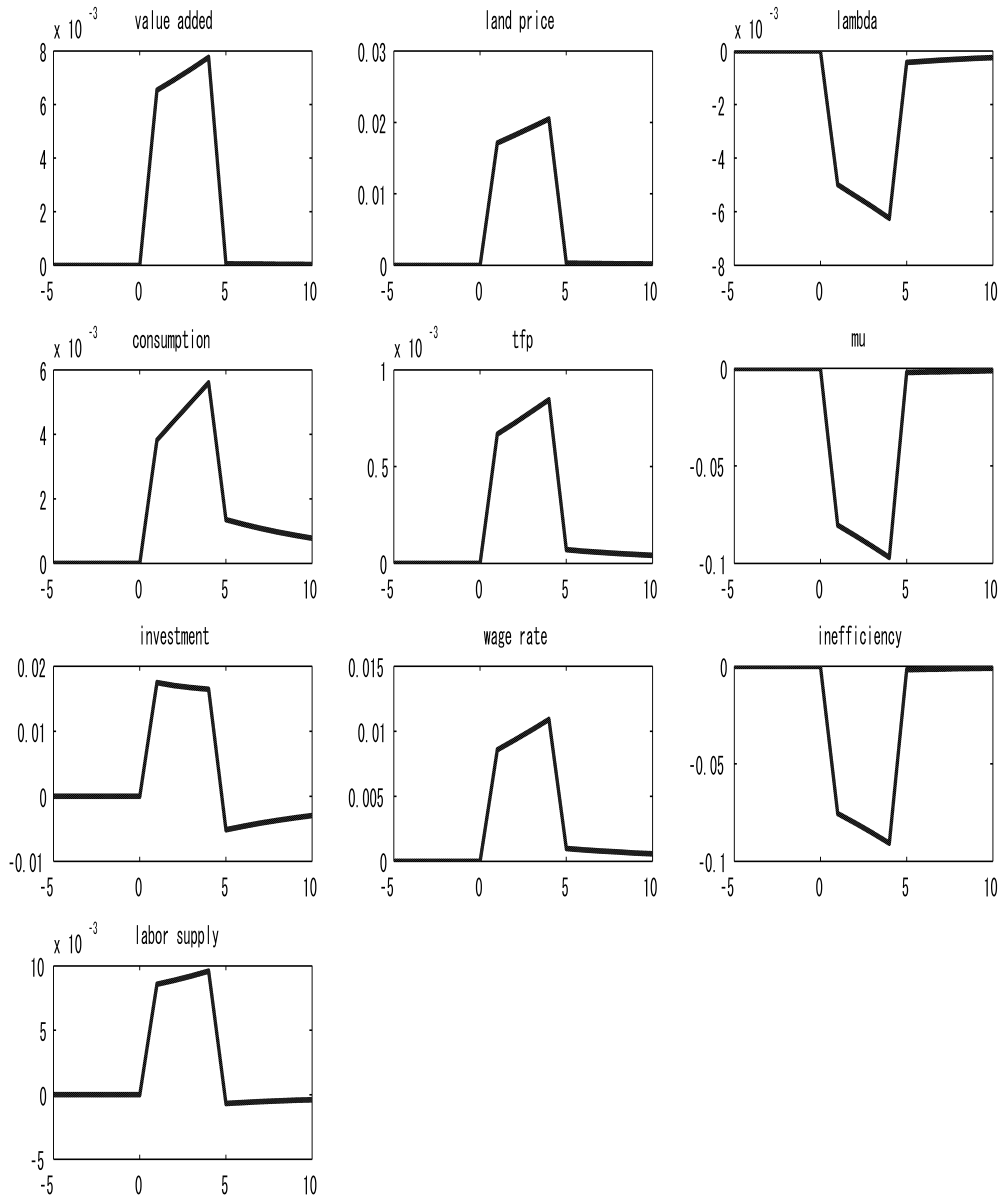 value added
x 10 -3
8
6
4
2
0
-5 0 5 10
land price
0.03
0.02
0.01
0
-5 0 5 10
lambda
x 10 -3
0
-2
-4
-6
-8
-5 0 5 10
consumption
x 10 -3
6
4
2
0
-5 0 5 10
tfp
x 10 -3
1
0.5
0
-5 0 5 10
mu
0
-0.05
-0.1
-5 0 5 10
investment
0.02
0.01
0
-0.01
-5 0 5 10
wage rate
0.015
0.01
0.005
0
-5 0 5 10
inefficiency
0
-0.05
-0.1
-5 0 5 10
labor supply
x 10 -3
10
5
0
-5
-5 0 5 10